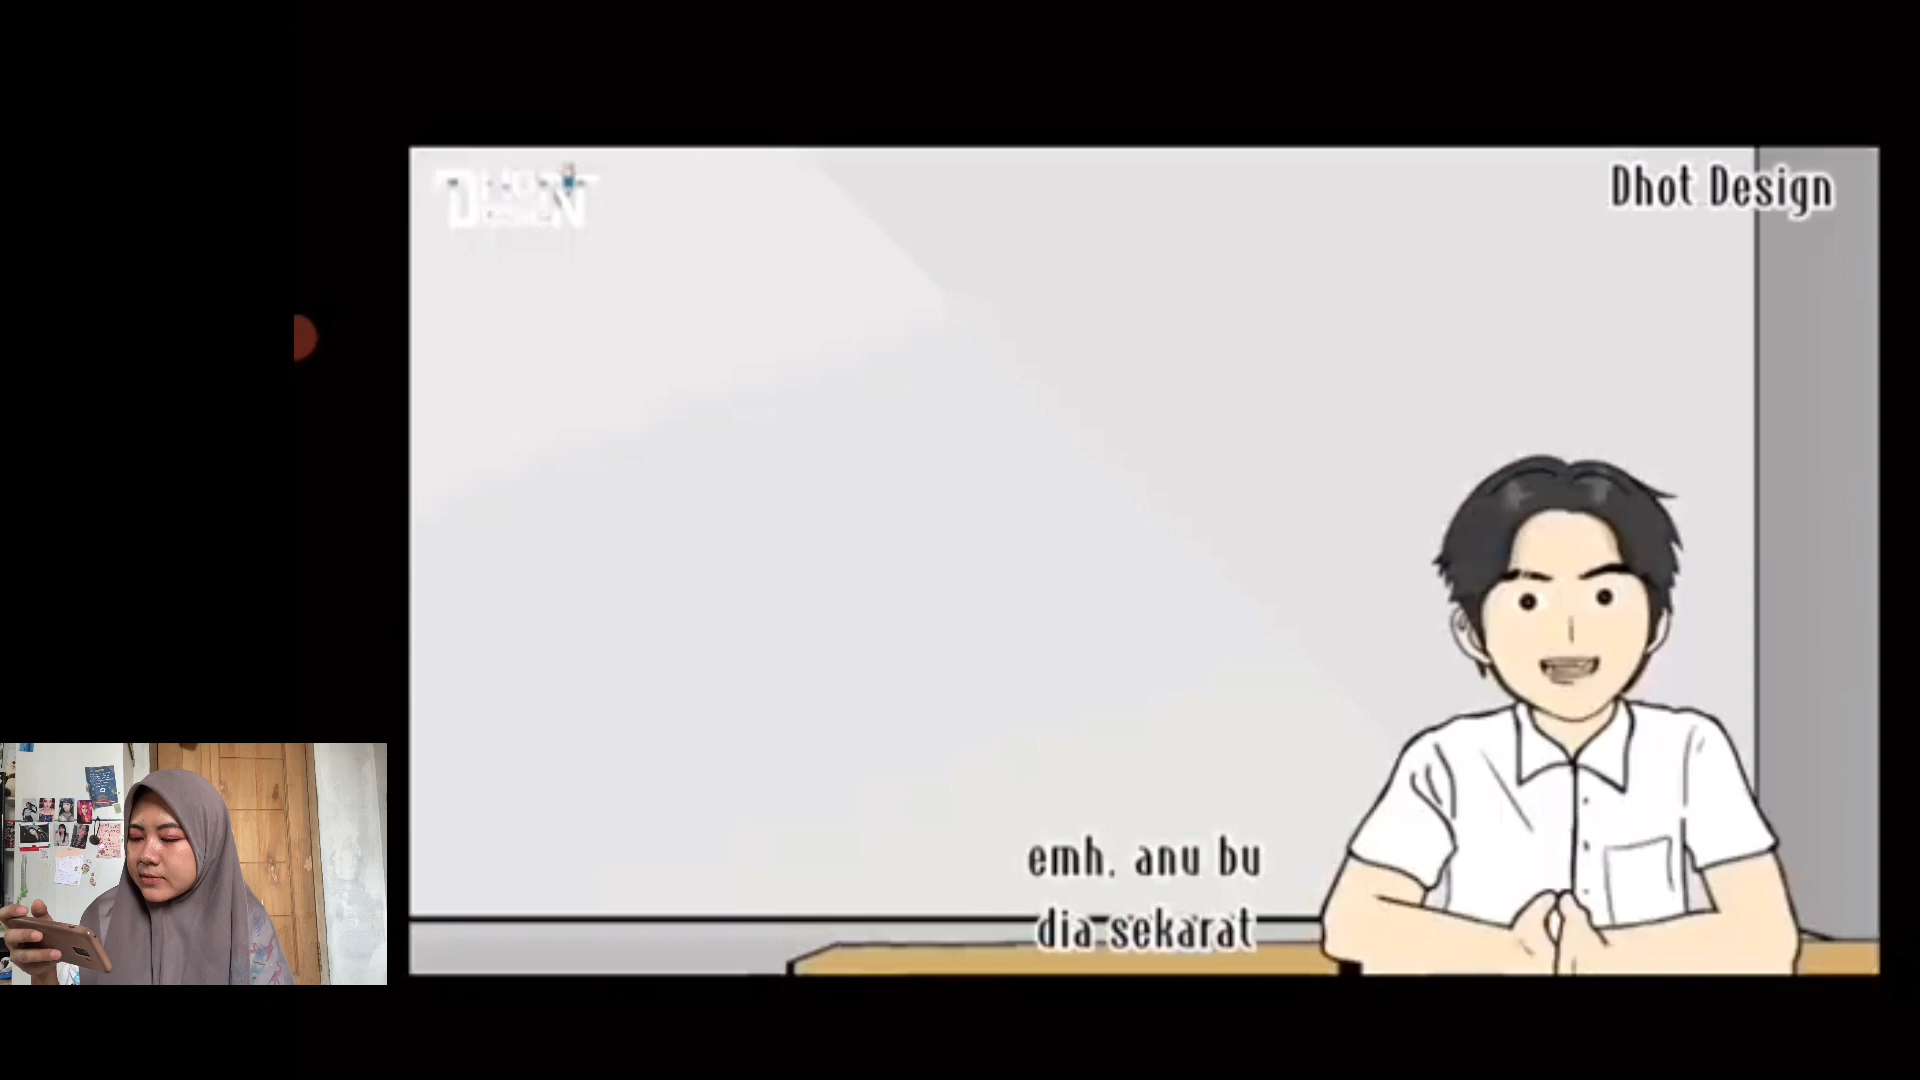 Dhot Design
emh, anu bu
dia sekarat